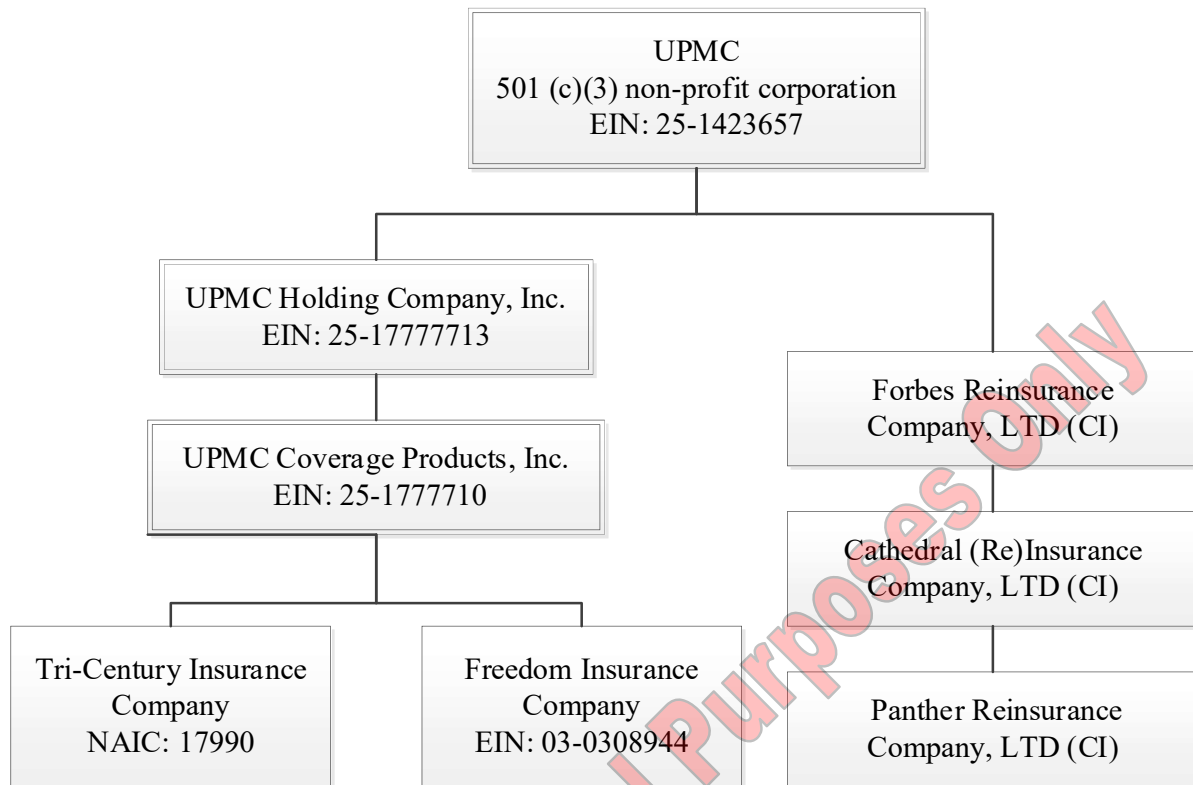 UPMC
501 (c)(3) non-profit corporation
EIN: 25-1423657
UPMC Holding Company, Inc.
EIN: 25-17777713
UPMC Coverage Products, Inc.
EIN: 25-1777710
Tri-Century Insurance
Company
NAIC: 17990
Freedom Insurance
Company
EIN: 03-0308944
Forbes Reinsurance
Company, LTD (CI)
Cathedral (Re)Insurance
Company, LTD (CI)
Panther Reinsurance
Company, LTD (CI)
Purposes Only